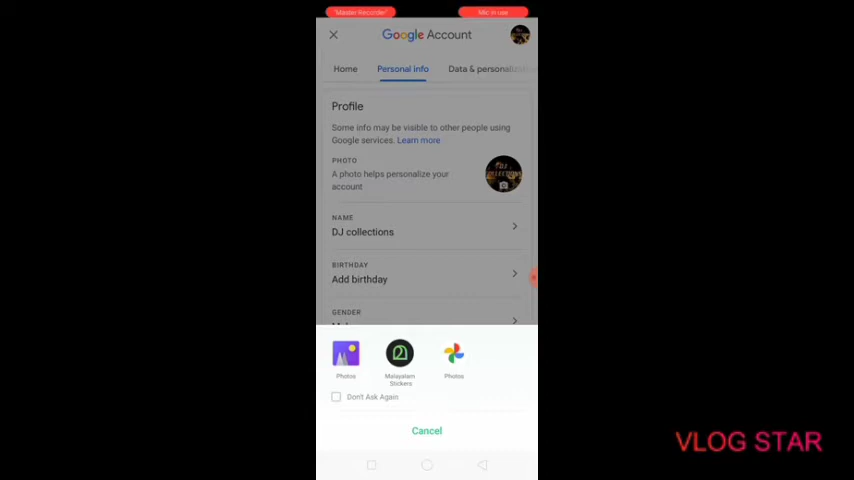 "Master Recorder"
Mic in use
Google Account
Home
Personal info
Data & personaliz
Profile
Some info may be visible to other people using
Google services. Learn more
PHOTO
A photo helps personalize your
account
DJ
COLLECTIONS
NAME
DJ collections
BIRTHDAY
Add birthday
GENDER
Photos
Malayalam
Stickers
Photos
Don't Ask Again
Cancel
VLOG STAR